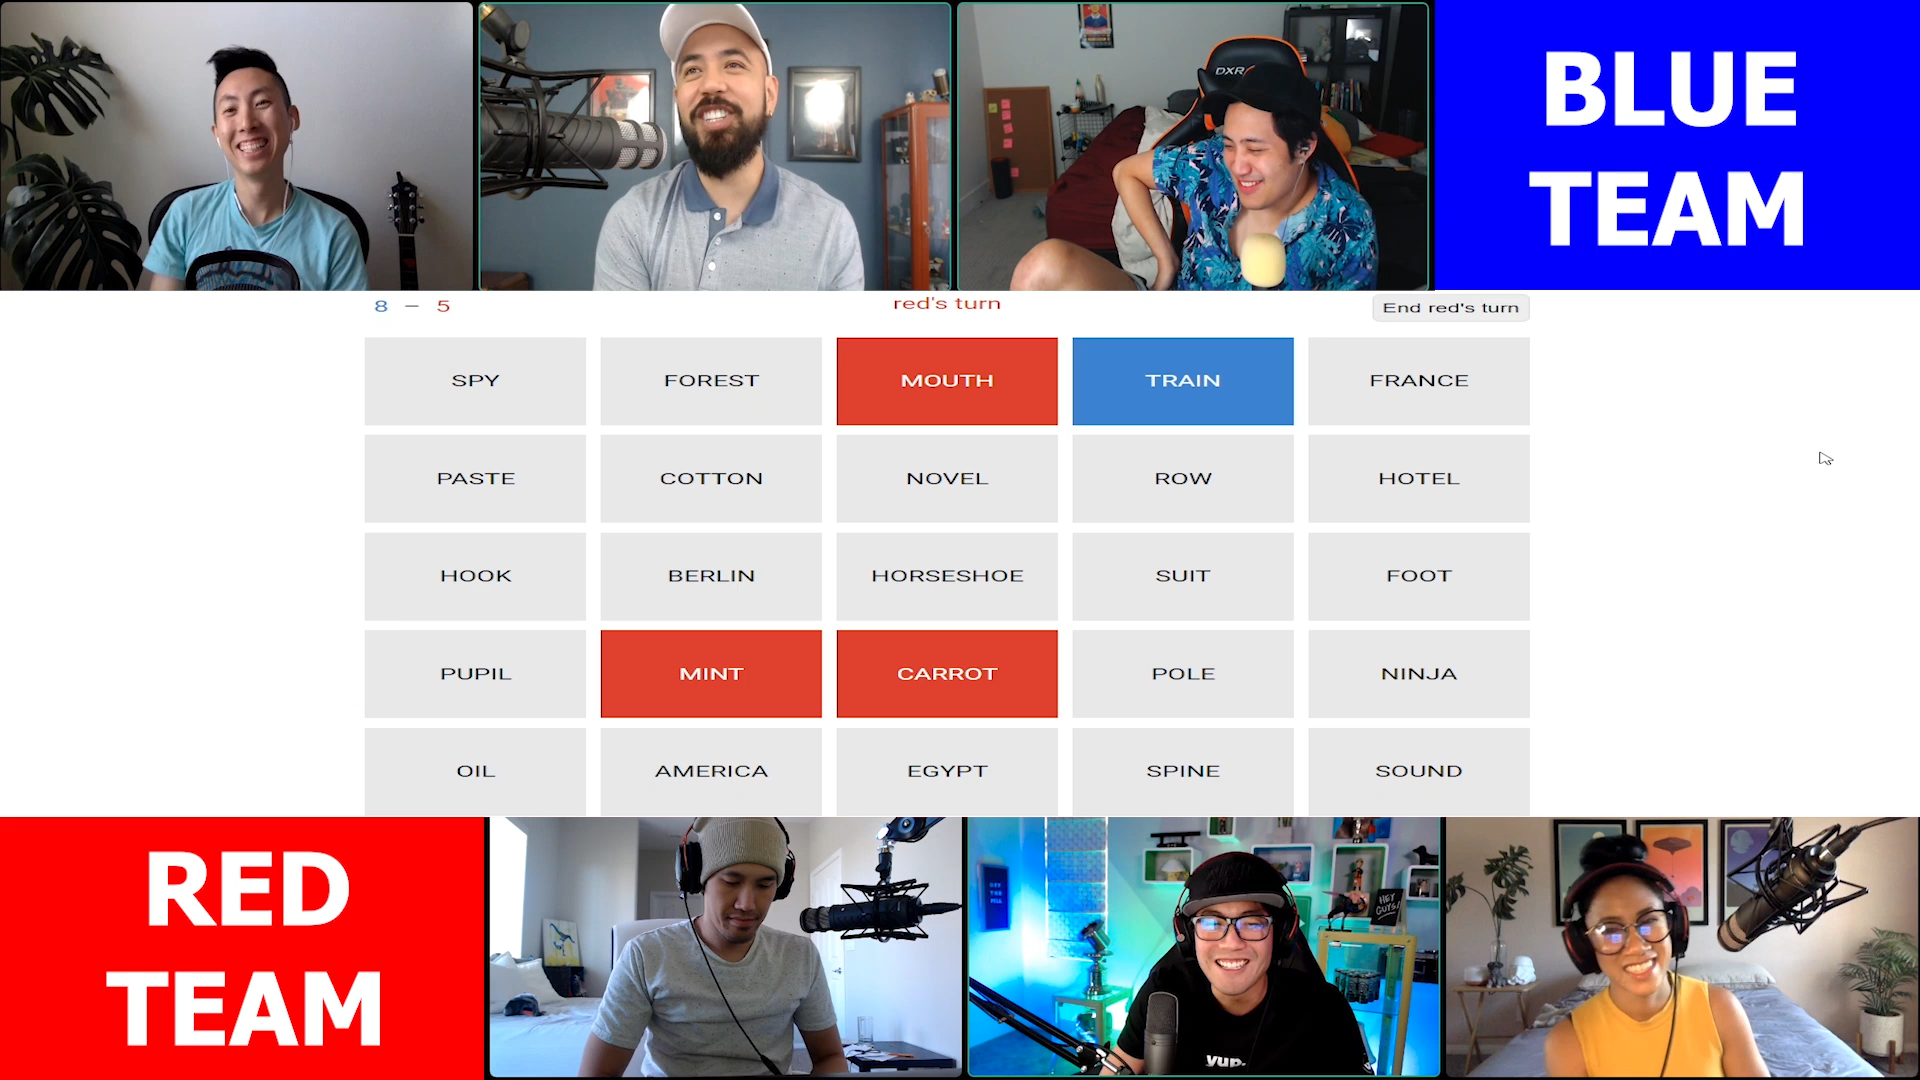 DXR
BLUE
TEAM
8 – 5
red's turn
End red's turn
SPY
FOREST
MOUTH
TRAIN
FRANCE
PASTE
COTTON
NOVEL
ROW
HOTEL
HOOK
BERLIN
HORSESHOE
SUIT
FOOT
PUPIL
MINT
CARROT
POLE
NINJA
OIL
AMERICA
EGYPT
SPINE
SOUND
RED
TEAM
HEY
GUYS!
yup.